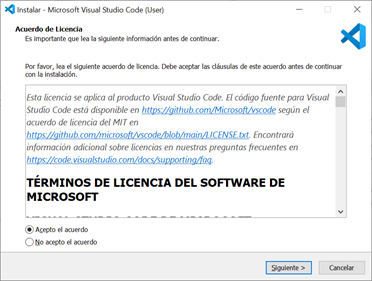 Instalar - Microsoft Visual Studio Code (User)
Acuerdo de Licencia
Es importante que lea la siguiente información antes de continuar.
Por favor, lea el siguiente acuerdo de licencia. Debe aceptar las cláusulas de este acuerdo antes de continuar
con la instalación.
Esta licencia se aplica al producto Visual Studio Code. El código fuente para Visual
Studio Code está disponible en https://github.com/Microsoft/vscode según el
acuerdo de licencia del MIT en
https://github.com/microsoft/vscode/blob/main/LICENSE.txt. Encontrará
información adicional sobre licencias en nuestras preguntas frecuentes en
https://code.visualstudio.com/docs/supporting/faq.
TÉRMINOS DE LICENCIA DEL SOFTWARE DE
MICROSOFT
Acepto el acuerdo
No acepto el acuerdo
Siguiente >
Cancelar